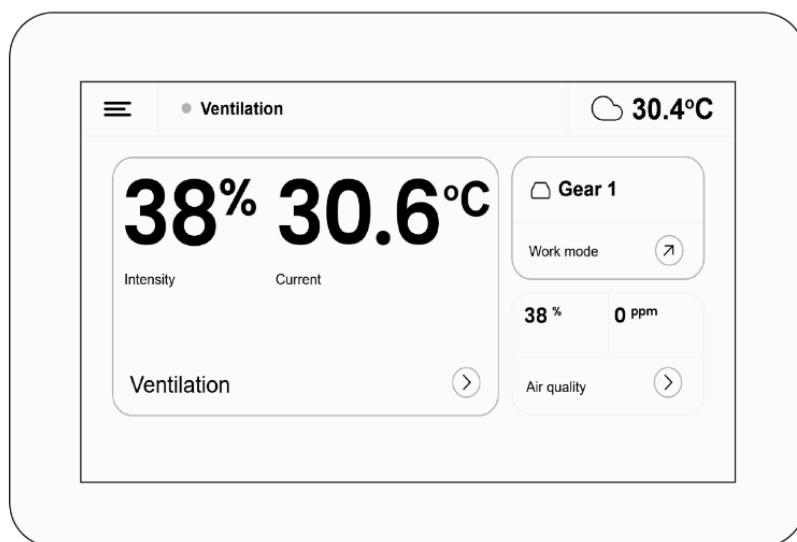 Ventilation
30.4°C
38% 30.6°C
Intensity Current
Ventilation
Gear 1
Work mode
38 % 0 ppm
Air quality